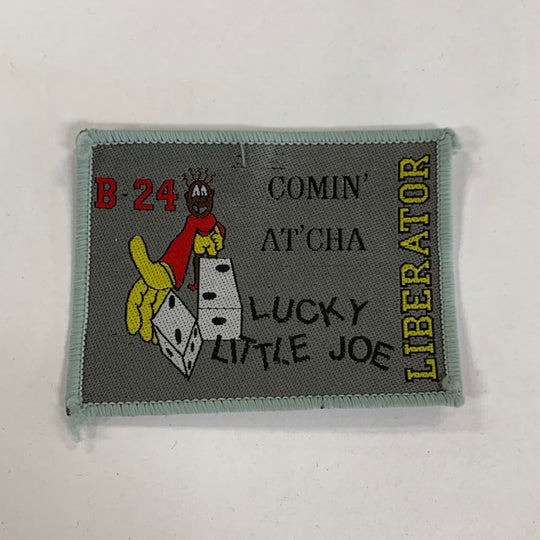 B-24
COMIN'
AT'CHA
LUCKY
LITTLE JOE
LIBERATOR